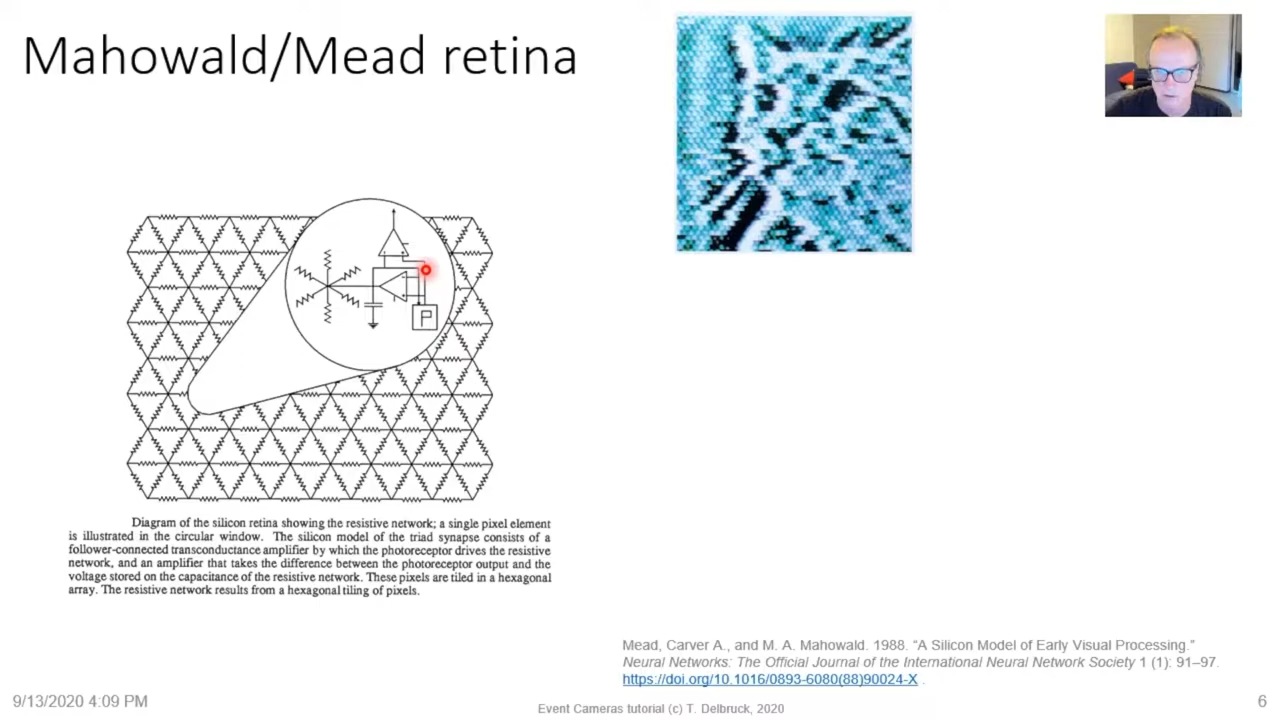 Mahowald/Mead retina
P
Diagram of the silicon retina showing the resistive network; a single pixel element
is illustrated in the circular window. The silicon model of the triad synapse consists of a
follower-connected transconductance amplifier by which the photoreceptor drives the resistive
network, and an amplifier that takes the difference between the photoreceptor output and the
voltage stored on the capacitance of the resistive network. These pixels are tiled in a hexagonal
array. The resistive network results from a hexagonal tiling of pixels.
Mead, Carver A., and M. A. Mahowald. 1988. “A Silicon Model of Early Visual Processing.”
Neural Networks: The Official Journal of the International Neural Network Society 1 (1): 91–97.
https://doi.org/10.1016/0893-6080(88)90024-X .
9/13/2020 4:09 PM
Event Cameras tutorial (c) T. Delbruck, 2020
6